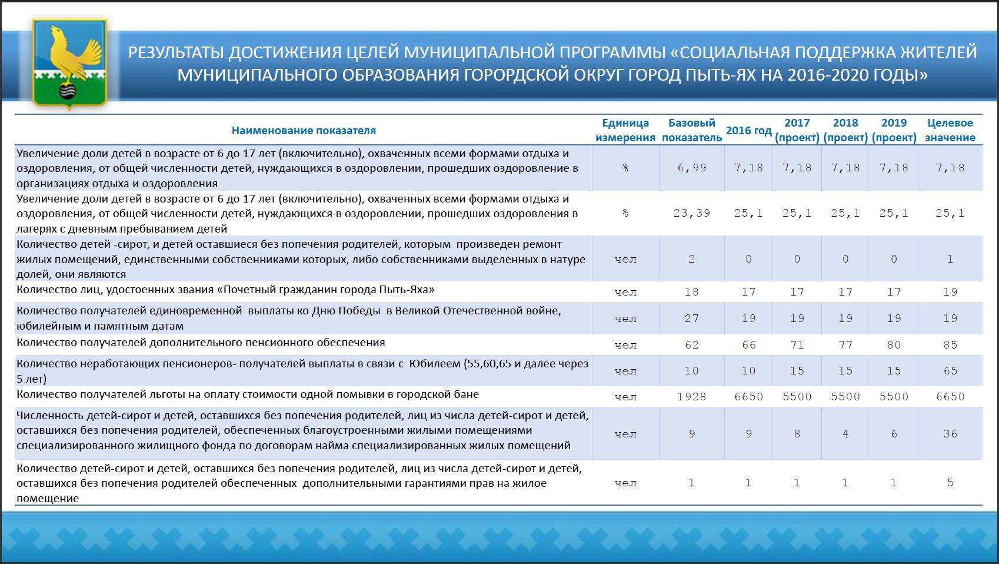 РЕЗУЛЬТАТЫ ДОСТИЖЕНИЯ ЦЕЛЕЙ МУНИЦИПАЛЬНОЙ ПРОГРАММЫ «СОЦИАЛЬНАЯ ПОДДЕРЖКА ЖИТЕЛЕЙ
МУНИЦИПАЛЬНОГО ОБРАЗОВАНИЯ ГОРОРДСКОЙ ОКРУГ ГОРОД ПЫТЬ-ЯХ НА 2016-2020 ГОДЫ»
Наименование показателя
Единица
измерения
Базовый
показатель
2016 год
2017
(проект)
2018
(проект)
2019
(проект)
Целевое
значение
Увеличение доли детей в возрасте от 6 до 17 лет (включительно), охваченных всеми формами отдыха и
оздоровления, от общей численности детей, нуждающихся в оздоровлении, прошедших оздоровление в
организациях отдыха и оздоровления
% 6,99 7,18 7,18 7,18 7,18 7,18
Увеличение доли детей в возрасте от 6 до 17 лет (включительно), охваченных всеми формами отдыха и
оздоровления, от общей численности детей, нуждающихся в оздоровлении, прошедших оздоровления в
лагерях с дневным пребыванием детей
% 23,39 25,1 25,1 25,1 25,1 25,1
Количество детей -сирот, и детей оставшиеся без попечения родителей, которым произведен ремонт
жилых помещений, единственными собственниками которых, либо собственниками выделенных в натуре
долей, они являются
чел 2 0 0 0 0 1
Количество лиц, удостоенных звания «Почетный гражданин города Пыть-Яха»
чел 18 17 17 17 17 19
Количество получателей единовременной выплаты ко Дню Победы в Великой Отечественной войне,
юбилейным и памятным датам
чел 27 19 19 19 19 19
Количество получателей дополнительного пенсионного обеспечения
чел 62 66 71 77 80 85
Количество неработающих пенсионеров- получателей выплаты в связи с Юбилеем (55,60,65 и далее через
5 лет)
чел 10 10 15 15 15 65
Количество получателей льготы на оплату стоимости одной помывки в городской бане
чел 1928 6650 5500 5500 5500 6650
Численность детей-сирот и детей, оставшихся без попечения родителей, лиц из числа детей-сирот и детей,
оставшихся без попечения родителей, обеспеченных благоустроенными жилыми помещениями
специализированного жилищного фонда по договорам найма специализированных жилых помещений
чел 9 9 8 4 6 36
Количество детей-сирот и детей, оставшихся без попечения родителей, лиц из числа детей-сирот и детей,
оставшихся без попечения родителей обеспеченных дополнительными гарантиями прав на жилое
помещение
чел 1 1 1 1 1 5